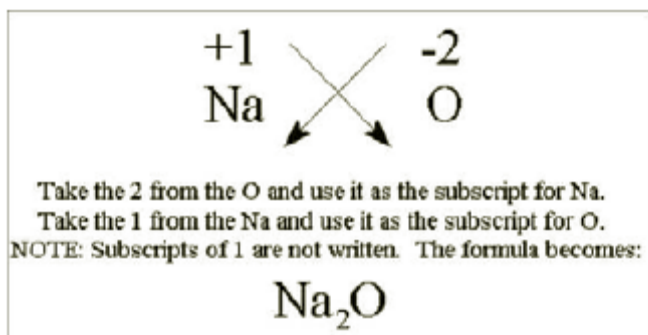 +1 -2
Na O
Take the 2 from the O and use it as the subscript for Na.
Take the 1 from the Na and use it as the subscript for O.
NOTE: Subscripts of 1 are not written. The formula becomes:
Na₂O